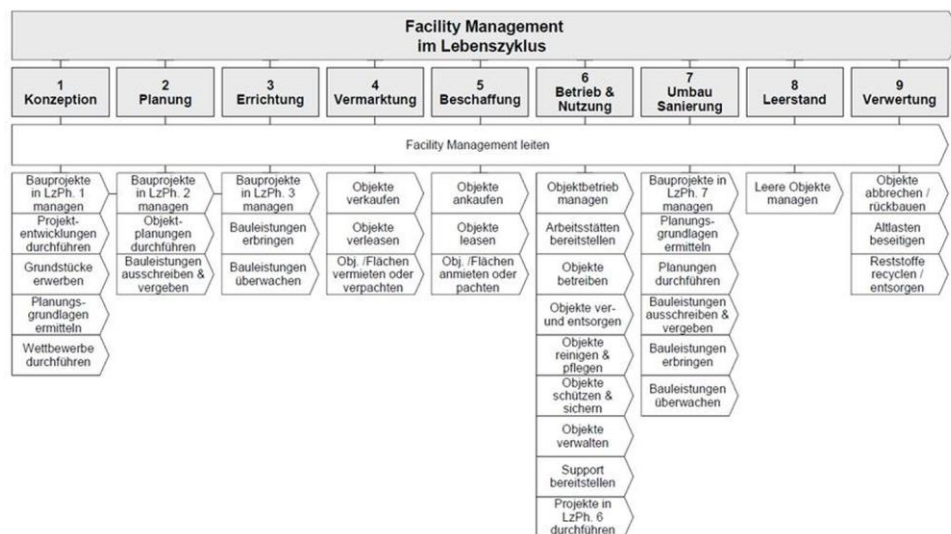 Facility Management
im Lebenszyklus
1
Konzeption
2
Planung
3
Errichtung
4
Vermarktung
5
Beschaffung
6
Betrieb &
Nutzung
7
Umbau
Sanierung
8
Leerstand
9
Verwertung
Facility Management leiten
Bauprojekte
in LzPh. 1
managen
Projekt-
entwicklungen
durchführen
Grundstücke
erwerben
Planungs-
grundlagen
ermitteln
Wettbewerbe
durchführen
Bauprojekte
in LzPh. 2
managen
Objekt-
planungen
durchführen
Bauleistungen
ausschreiben &
vergeben
Bauprojekte
in LzPh. 3
managen
Bauleistungen
erbringen
Bauleistungen
überwachen
Objekte
verkaufen
Objekte
verleasen
Obj. /Flächen
vermieten oder
verpachten
Objekte
ankaufen
Objekte
leasen
Obj. /Flächen
anmieten oder
pachten
Objektbetrieb
managen
Arbeitsstätten
bereitstellen
Objekte
betreiben
Objekte ver-
und entsorgen
Objekte
reinigen &
pflegen
Objekte
schützen &
sichern
Objekte
verwalten
Support
bereitstellen
Projekte in
LzPh. 6
durchführen
Bauprojekte in
LzPh. 7
managen
Planungs-
grundlagen
ermitteln
Planungen
durchführen
Bauleistungen
ausschreiben &
vergeben
Bauleistungen
erbringen
Bauleistungen
überwachen
Leere Objekte
managen
Objekte
abbrechen /
rückbauen
Altlasten
beseitigen
Reststoffe
recyclen /
entsorgen